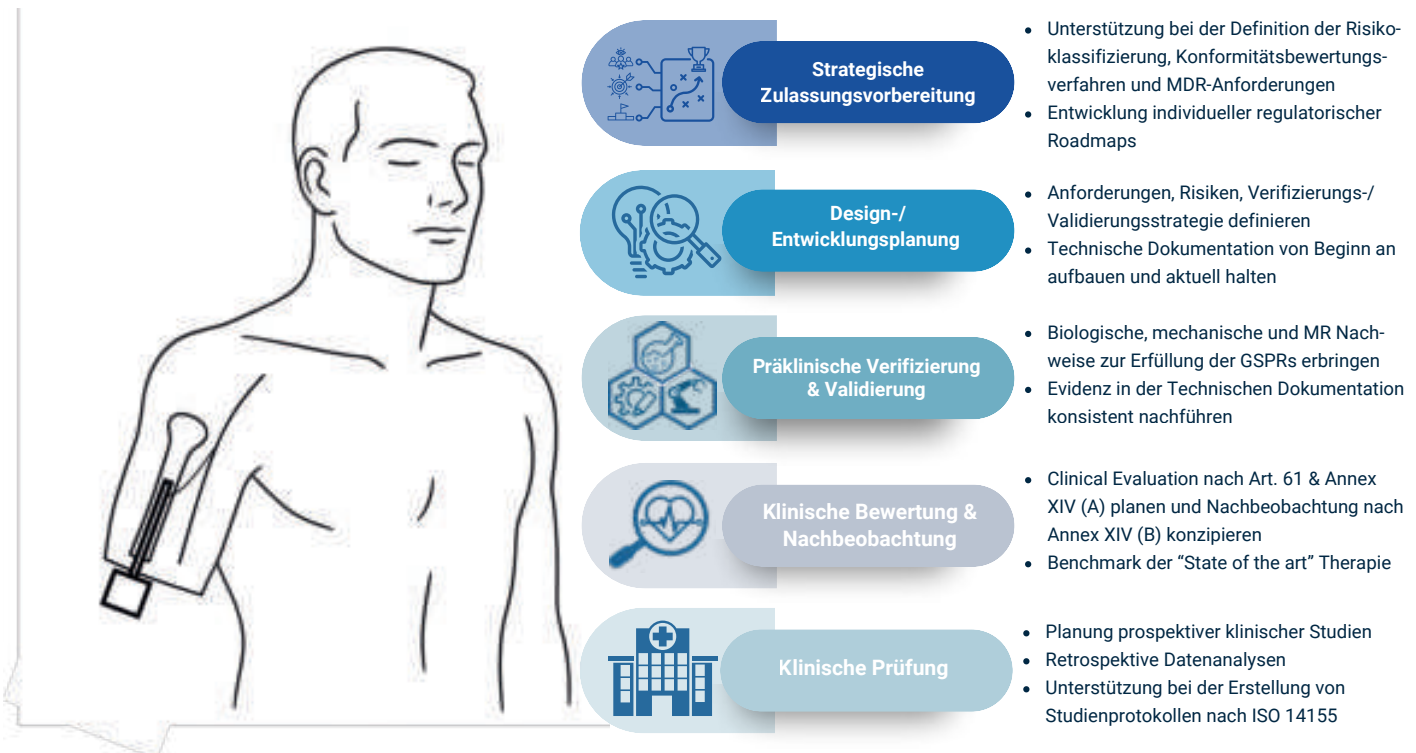 Strategische
Zulassungsvorbereitung
• Unterstützung bei der Definition der Risiko-
klassifizierung, Konformitätsbewertungs-
verfahren und MDR-Anforderungen
• Entwicklung individueller regulatorischer
Roadmaps
Design-/
Entwicklungsplanung
• Anforderungen, Risiken, Verifizierungs-/
Validierungsstrategie definieren
• Technische Dokumentation von Beginn an
aufbauen und aktuell halten
Präklinische Verifizierung
& Validierung
• Biologische, mechanische und MR Nach-
weise zur Erfüllung der GSPRs erbringen
• Evidenz in der Technischen Dokumentation
konsistent nachführen
Klinische Bewertung &
Nachbeobachtung
• Clinical Evaluation nach Art. 61 & Annex
XIV (A) planen und Nachbeobachtung nach
Annex XIV (B) konzipieren
• Benchmark der “State of the art” Therapie
Klinische Prüfung
• Planung prospektiver klinischer Studien
• Retrospektive Datenanalysen
• Unterstützung bei der Erstellung von
Studienprotokollen nach ISO 14155